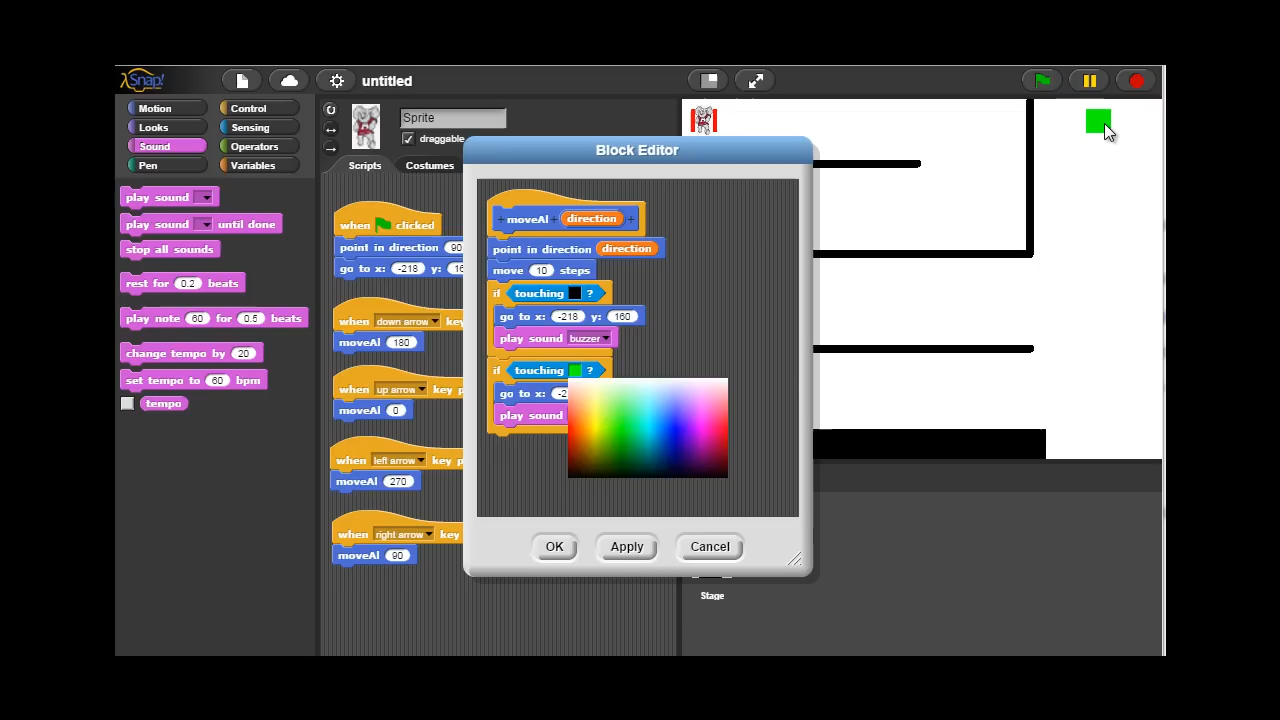 Snap!
untitled
Motion
Control
Looks
Sensing
Sound
Operators
Pen
Variables
Sprite
draggable
Scripts
Costumes
play sound
play sound until done
stop all sounds
rest for 0.2 beats
play note 60 for 0.5 beats
change tempo by 20
set tempo to 60 bpm
tempo
when clicked
point in direction 90
go to x: -218 y: 16
when down arrow key
moveAl 180
when up arrow key p
moveAl 0
when left arrow key p
moveAl 270
when right arrow key
moveAl 90
Block Editor
+ moveAl + direction +
point in direction direction
move 10 steps
if touching ?
go to x: -218 y: 160
play sound buzzer
if touching ?
go to x: -2
play sound
OK
Apply
Cancel
Stage